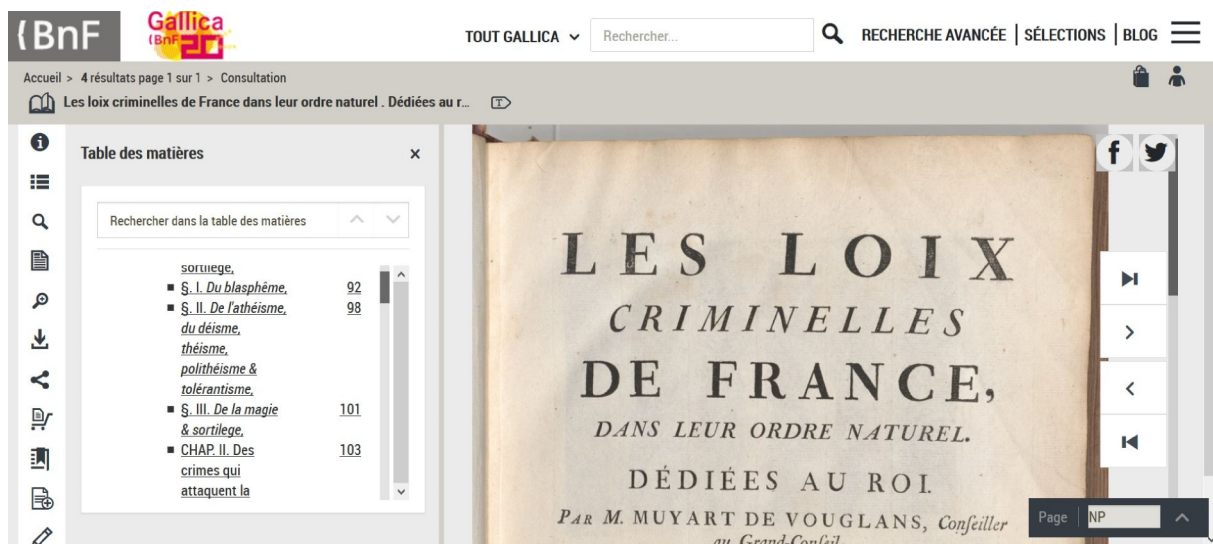 {BnF
Gallica
{BnF 20
TOUT GALLICA
Rechercher...
RECHERCHE AVANCÉE | SÉLECTIONS | BLOG
Accueil > 4 résultats page 1 sur 1 > Consultation
Les loix criminelles de France dans leur ordre naturel . Dédiées au r...
T
Table des matières
x
Rechercher dans la table des matières
sortilege,
§. I. Du blasphême, 92
§. II. De l'athéisme, 98
du déisme,
théisme,
polithéisme &
tolérantisme,
§. III. De la magie 101
& sortilege,
CHAP. II. Des 103
crimes qui
attaquent la
LES LOIX
CRIMINELLES
DE FRANCE,
DANS LEUR ORDRE NATUREL.
DÉDIÉES AU ROI.
PAR M. MUYART DE VOUGLANS, Conſeiller
au Grand-Conſeil.
Page NP